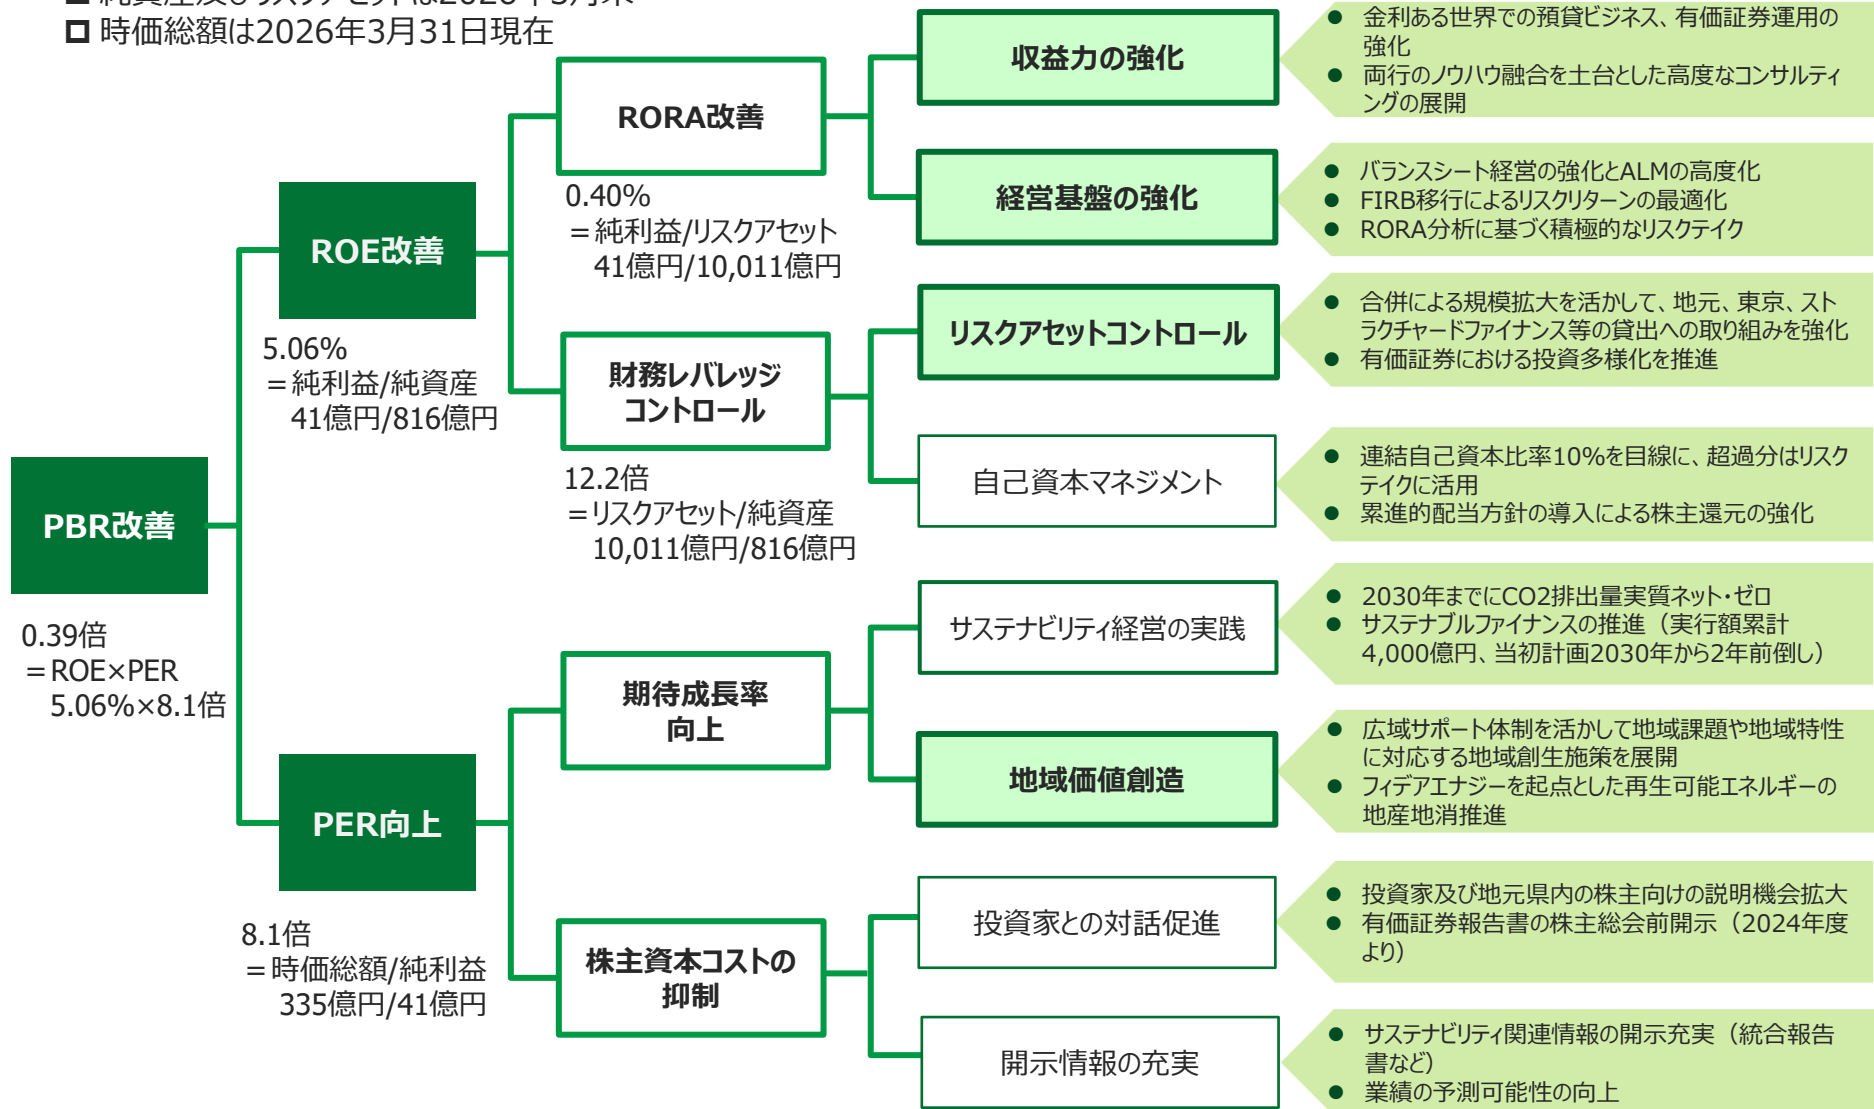 純資産及びリスクアセットは2026年3月末
時価総額は2026年3月31日現在
PBR改善
0.39倍
＝ROE×PER
5.06%×8.1倍
ROE改善
5.06%
＝純利益/純資産
41億円/816億円
PER向上
8.1倍
＝時価総額/純利益
335億円/41億円
RORA改善
0.40%
＝純利益/リスクアセット
41億円/10,011億円
財務レバレッジ
コントロール
12.2倍
＝リスクアセット/純資産
10,011億円/816億円
期待成長率
向上
株主資本コストの
抑制
収益力の強化
● 金利ある世界での預貸ビジネス、有価証券運用の
強化
● 両行のノウハウ融合を土台とした高度なコンサルティ
ングの展開
経営基盤の強化
● バランスシート経営の強化とALMの高度化
● FIRB移行によるリスクリターンの最適化
● RORA分析に基づく積極的なリスクテイク
リスクアセットコントロール
● 合併による規模拡大を活かして、地元、東京、スト
ラクチャードファイナンス等の貸出への取り組みを強化
● 有価証券における投資多様化を推進
自己資本マネジメント
● 連結自己資本比率10%を目線に、超過分はリスク
テイクに活用
● 累進的配当方針の導入による株主還元の強化
サステナビリティ経営の実践
● 2030年までにCO2排出量実質ネット・ゼロ
● サステナブルファイナンスの推進（実行額累計
4,000億円、当初計画2030年から2年前倒し）
地域価値創造
● 広域サポート体制を活かして地域課題や地域特性
に対応する地域創生施策を展開
● フィデアエナジーを起点とした再生可能エネルギーの
地産地消推進
投資家との対話促進
● 投資家及び地元県内の株主向けの説明機会拡大
● 有価証券報告書の株主総会前開示（2024年度
より）
開示情報の充実
● サステナビリティ関連情報の開示充実（統合報告
書など）
● 業績の予測可能性の向上